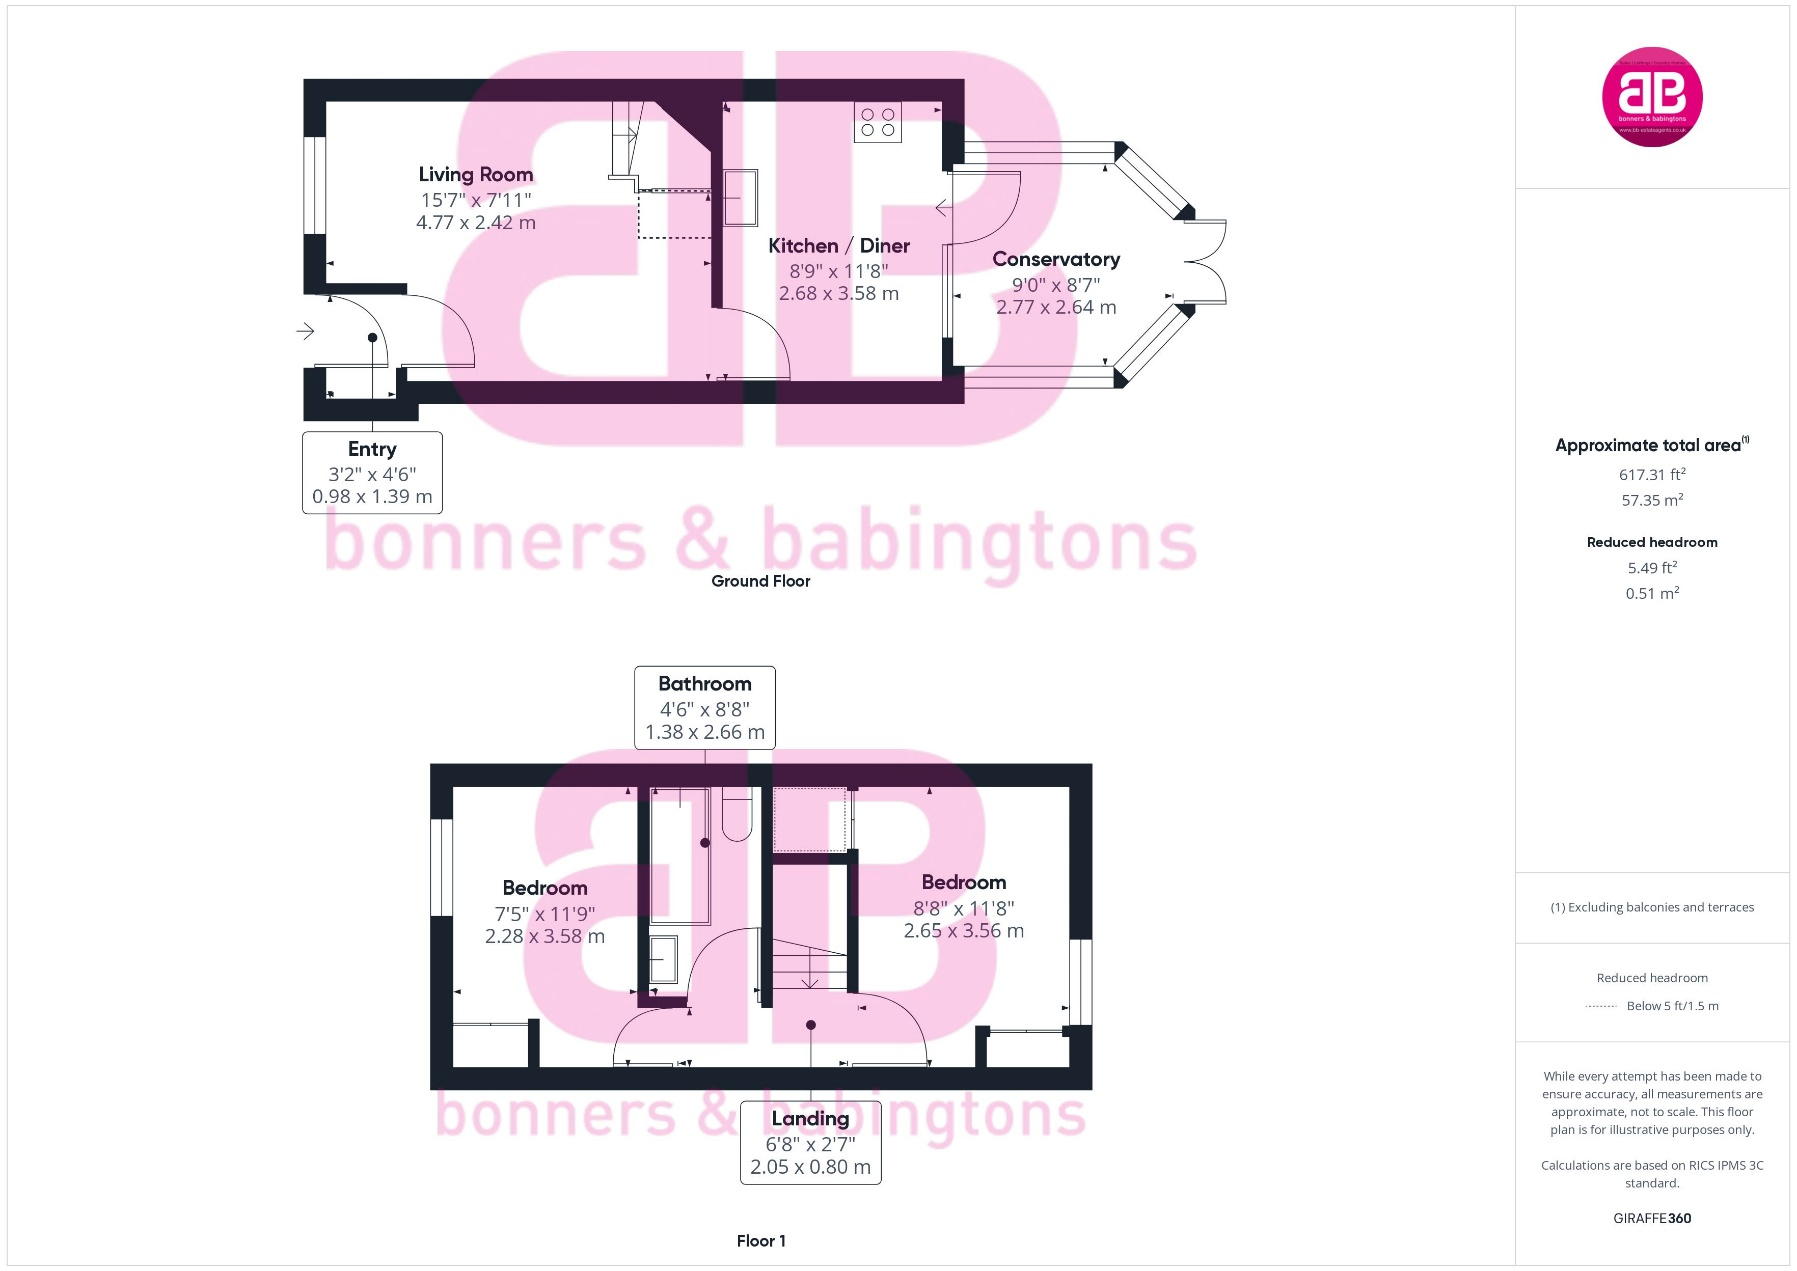 Living Room
15'7" x 7'11"
4.77 x 2.42 m
Kitchen / Diner
8'9" x 11'8"
2.68 x 3.58 m
Conservatory
9'0" x 8'7"
2.77 x 2.64 m
Entry
3'2" x 4'6"
0.98 x 1.39 m
bonners & babingtons
Ground Floor
Bathroom
4'6" x 8'8"
1.38 x 2.66 m
Bedroom
7'5" x 11'9"
2.28 x 3.58 m
Bedroom
8'8" x 11'8"
2.65 x 3.56 m
bonners & babingtons
Landing
6'8" x 2'7"
2.05 x 0.80 m
Floor 1
bonners & babingtons
www.bb-estateagents.co.uk
Approximate total area(1)
617.31 ft²
57.35 m²
Reduced headroom
5.49 ft²
0.51 m²
(1) Excluding balconies and terraces
Reduced headroom
Below 5 ft/1.5 m
While every attempt has been made to
ensure accuracy, all measurements are
approximate, not to scale. This floor
plan is for illustrative purposes only.
Calculations are based on RICS IPMS 3C
standard.
GIRAFFE360